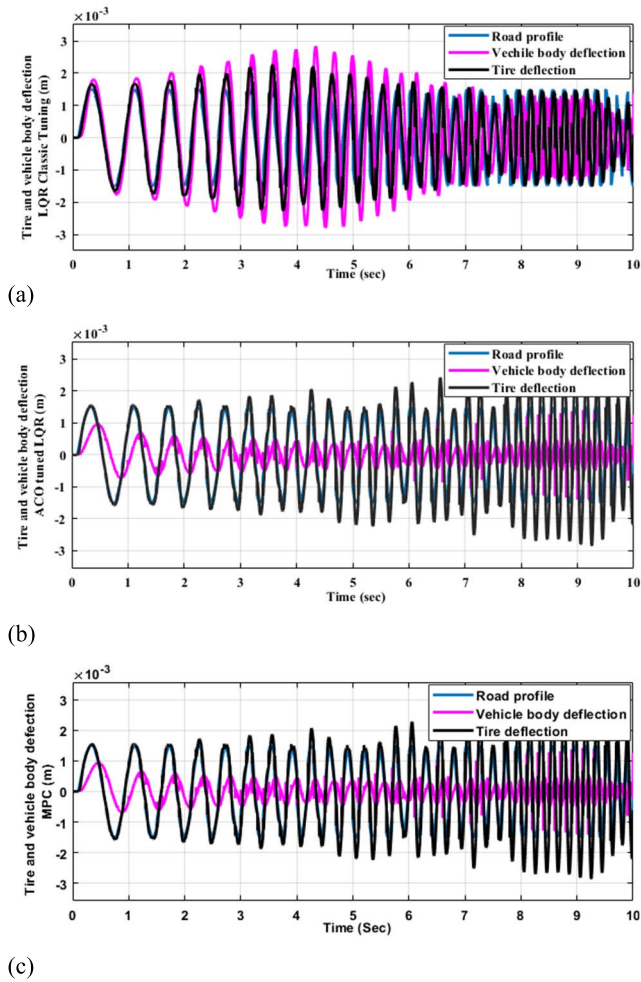 ×10⁻³
Tire and vehicle body deflection
LQR Classic Tuning (m)
3
2
1
0
-1
-2
-3
Road profile
Vechile body deflection
Tire deflection
0 1 2 3 4 5 6 7 8 9 10
Time (sec)
(a)
×10⁻³
Tire and vehicle body deflection
ACO tuned LQR (m)
3
2
1
0
-1
-2
-3
Road profile
Vehicle body deflection
Tire deflection
0 1 2 3 4 5 6 7 8 9 10
Time (sec)
(b)
×10⁻³
Tire and vehicle body defection
MPC (m)
3
2
1
0
-1
-2
-3
Road profile
Vehicle body deflection
Tire deflection
0 1 2 3 4 5 6 7 8 9 10
Time (Sec)
(c)